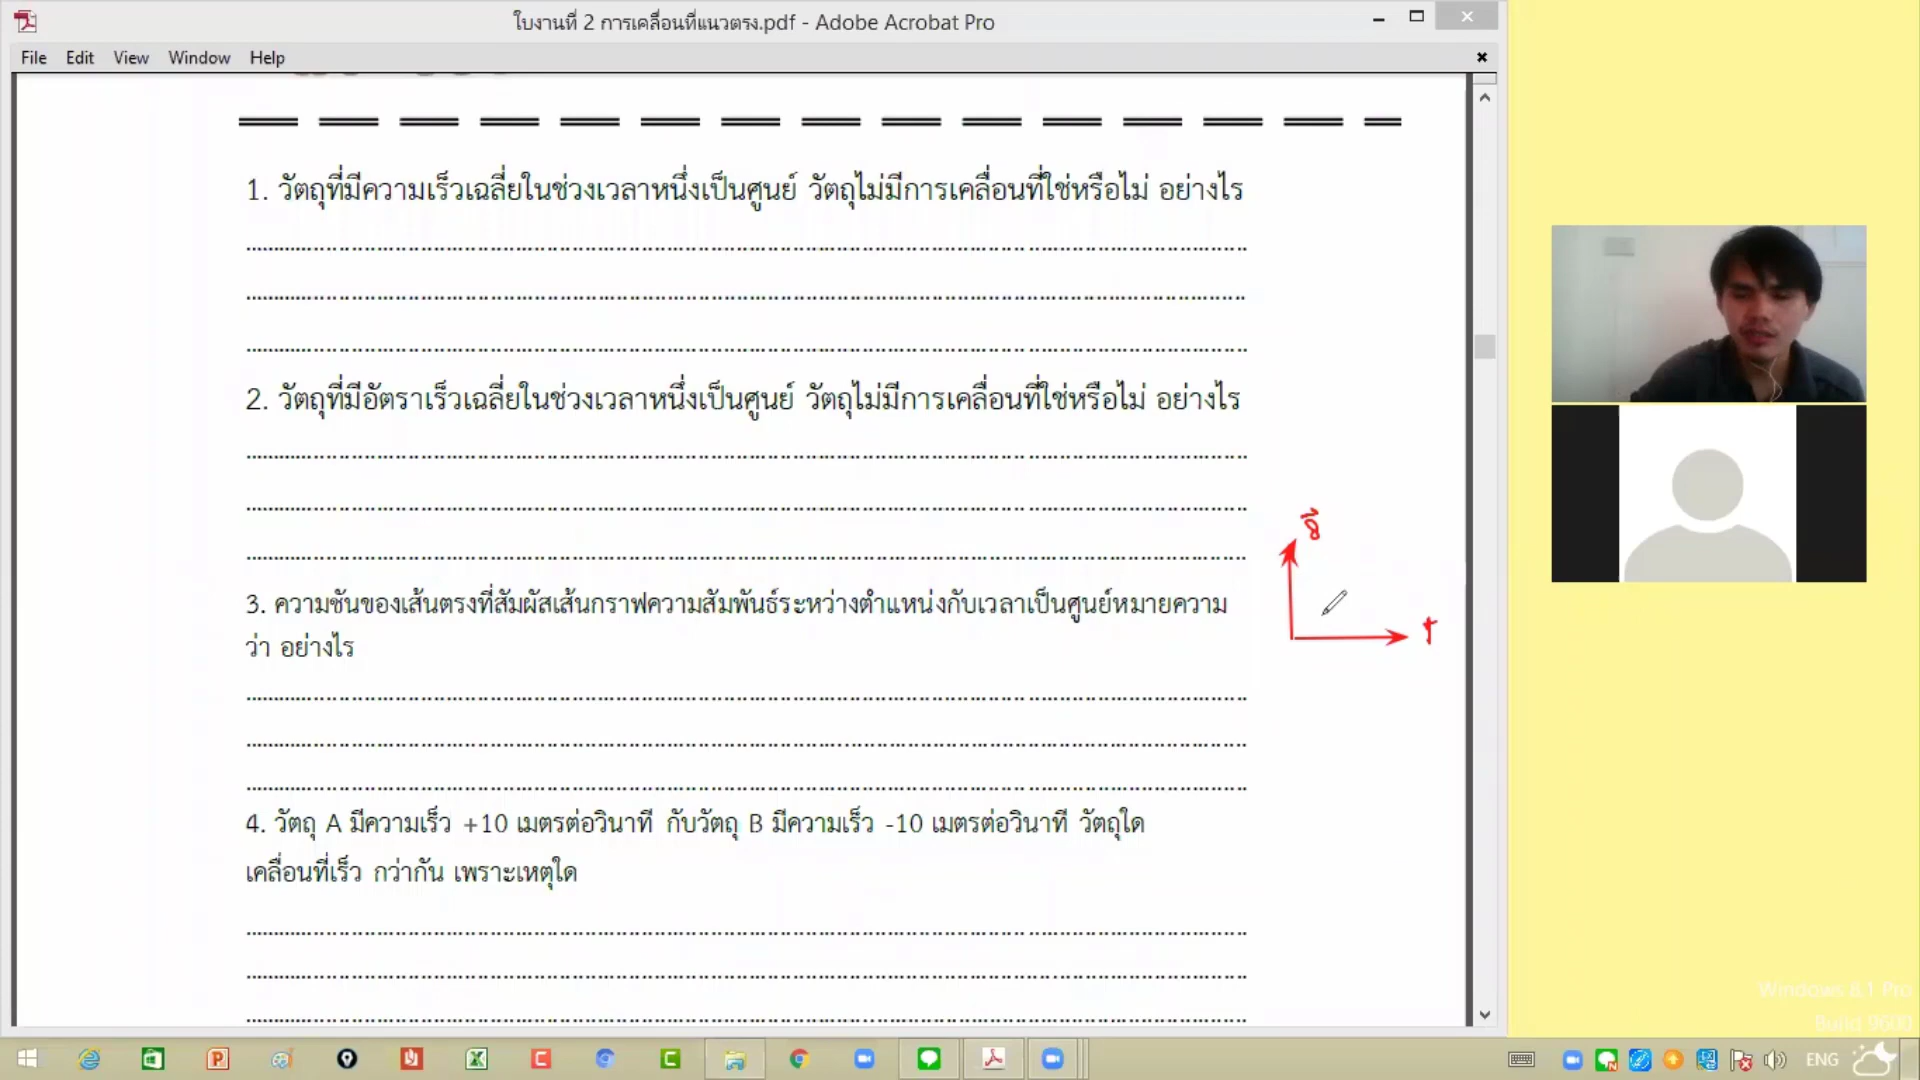 ใบงานที่ 2 การเคลื่อนที่แนวตรง.pdf - Adobe Acrobat Pro
File Edit View Window Help
1. วัตถุที่มีความเร็วเฉลี่ยในช่วงเวลาหนึ่งเป็นศูนย์ วัตถุไม่มีการเคลื่อนที่ใช่หรือไม่ อย่างไร
2. วัตถุที่มีอัตราเร็วเฉลี่ยในช่วงเวลาหนึ่งเป็นศูนย์ วัตถุไม่มีการเคลื่อนที่ใช่หรือไม่ อย่างไร
3. ความชันของเส้นตรงที่สัมผัสเส้นกราฟความสัมพันธ์ระหว่างตำแหน่งกับเวลาเป็นศูนย์หมายความ
ว่า อย่างไร
t
4. วัตถุ A มีความเร็ว +10 เมตรต่อวินาที กับวัตถุ B มีความเร็ว -10 เมตรต่อวินาที วัตถุใด
เคลื่อนที่เร็ว กว่ากัน เพราะเหตุใด
Windows 8.1 Pro
Build 9600
ENG